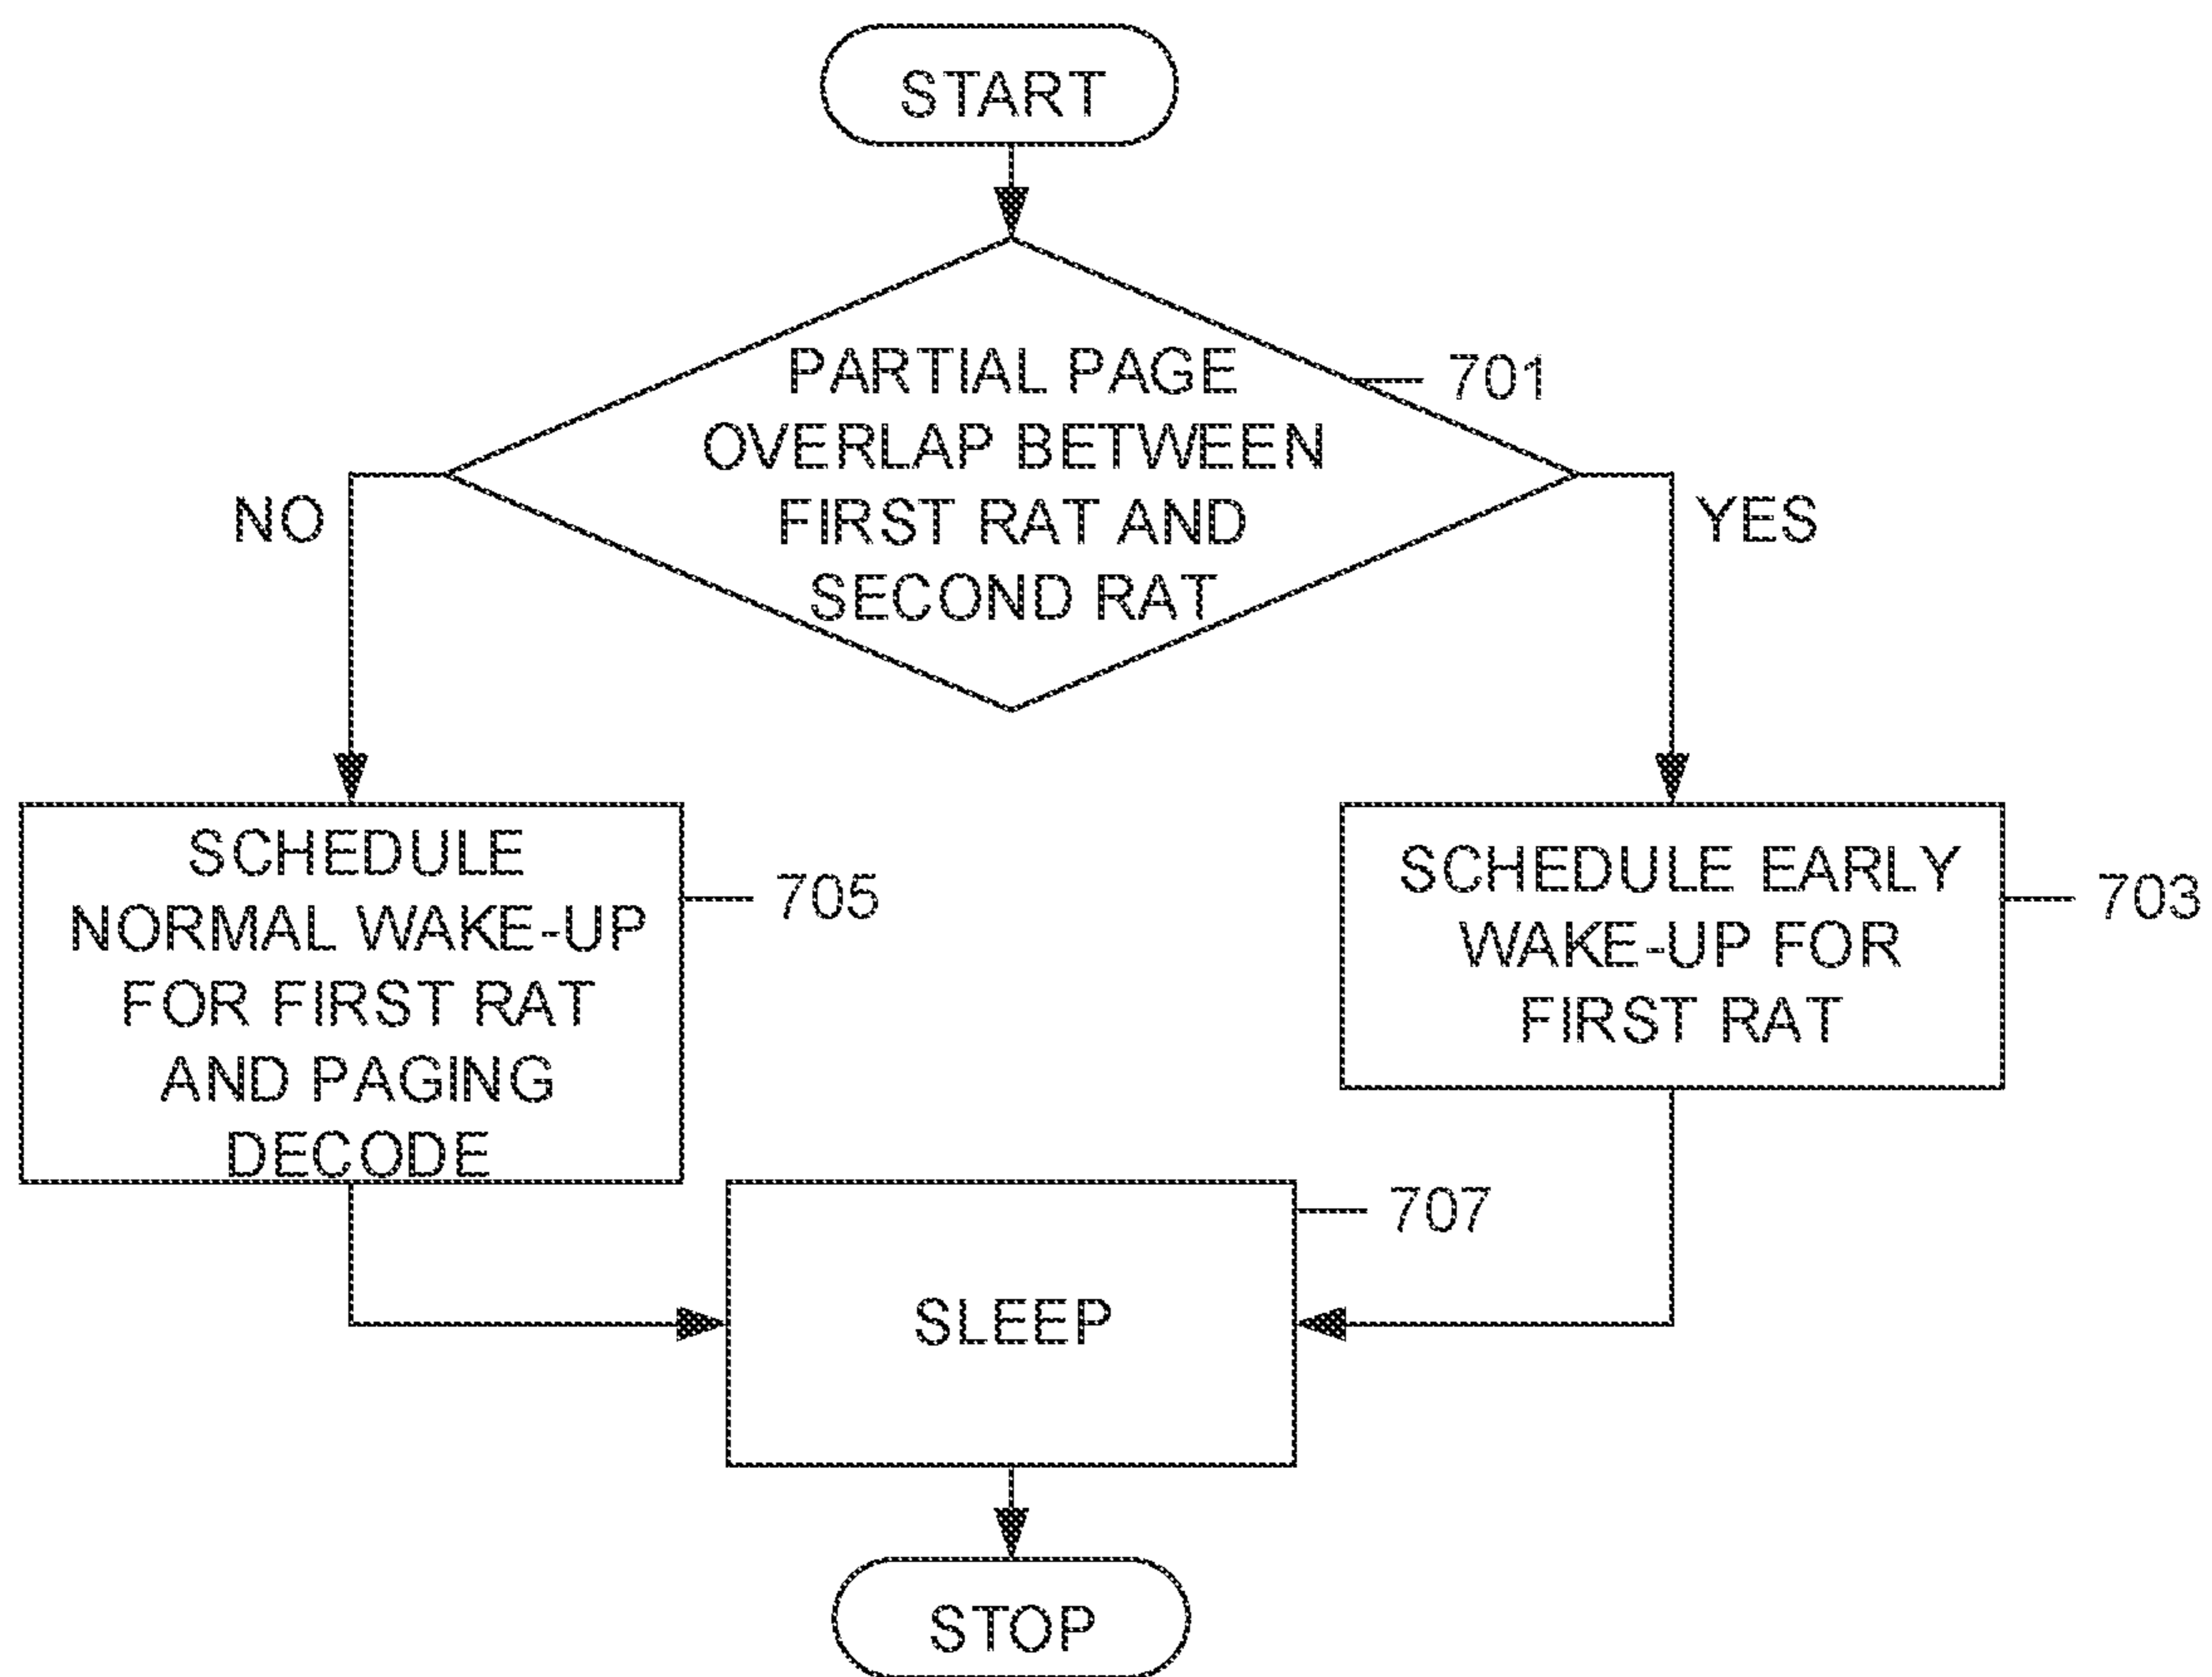 START
PARTIAL PAGE
OVERLAP BETWEEN
FIRST RAT AND
SECOND RAT
701
NO
YES
SCHEDULE
NORMAL WAKE-UP
FOR FIRST RAT
AND PAGING
DECODE
705
SCHEDULE EARLY
WAKE-UP FOR
FIRST RAT
703
SLEEP
707
STOP